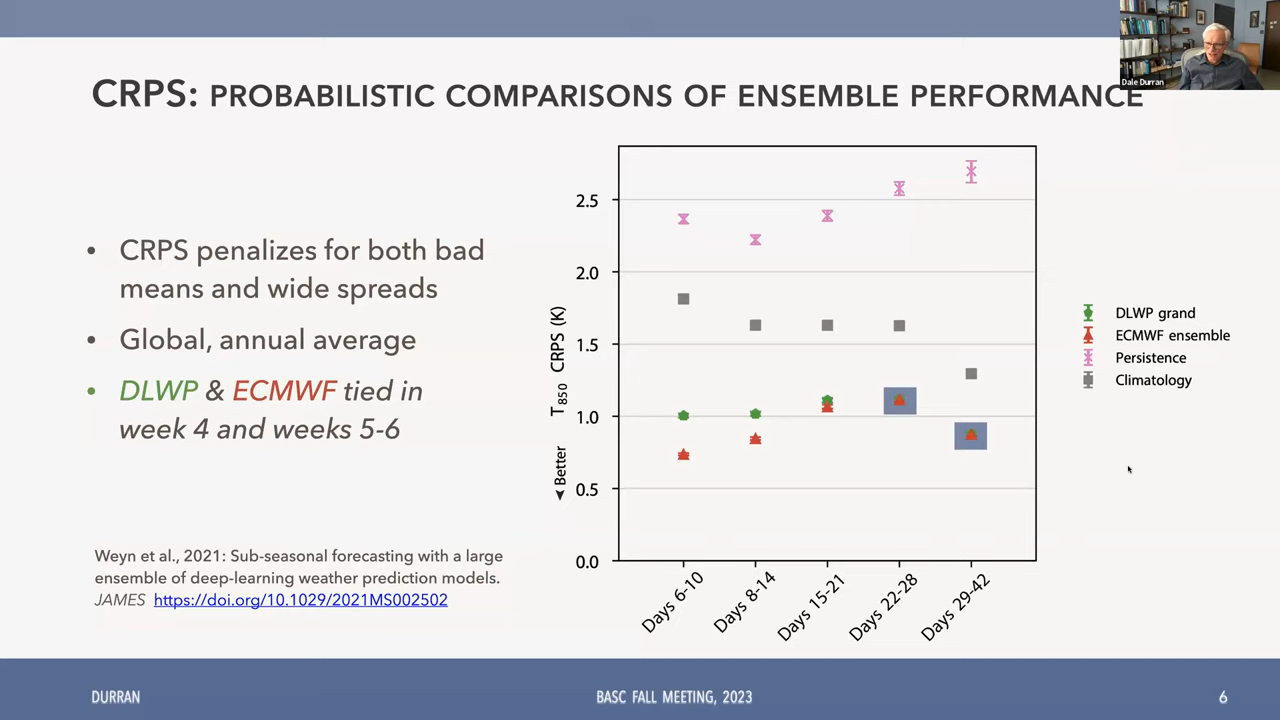 Dale Durran
CRPS: PROBABILISTIC COMPARISONS OF ENSEMBLE PERFORMANCE
• CRPS penalizes for both bad
means and wide spreads
• Global, annual average
• DLWP & ECMWF tied in
week 4 and weeks 5-6
Weyn et al., 2021: Sub-seasonal forecasting with a large
ensemble of deep-learning weather prediction models.
JAMES https://doi.org/10.1029/2021MS002502
◄ Better T850 CRPS (K)
2.5
2.0
1.5
1.0
0.5
0.0
Days 6-10
Days 8-14
Days 15-21
Days 22-28
Days 29-42
DLWP grand
ECMWF ensemble
Persistence
Climatology
DURRAN
BASC FALL MEETING, 2023
6